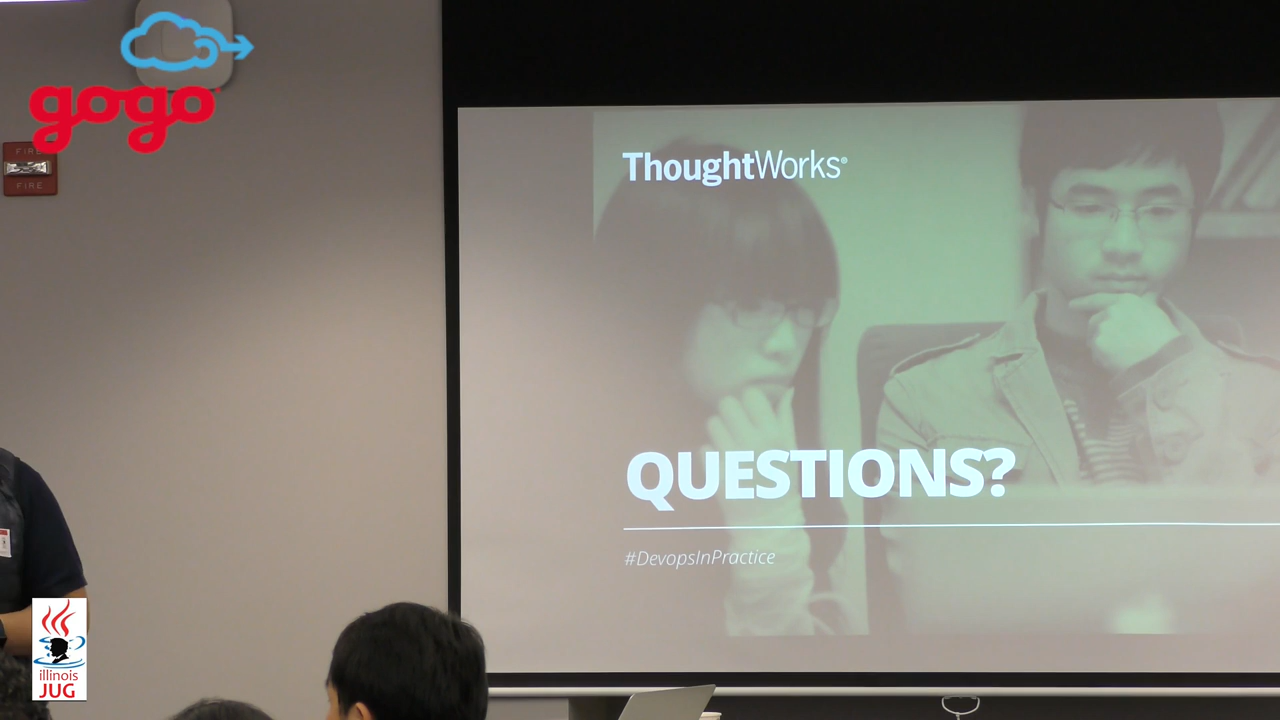 gogo
FIRE
FIRE
ThoughtWorks®
QUESTIONS?
#DevopsInPractice
illinois
JUG